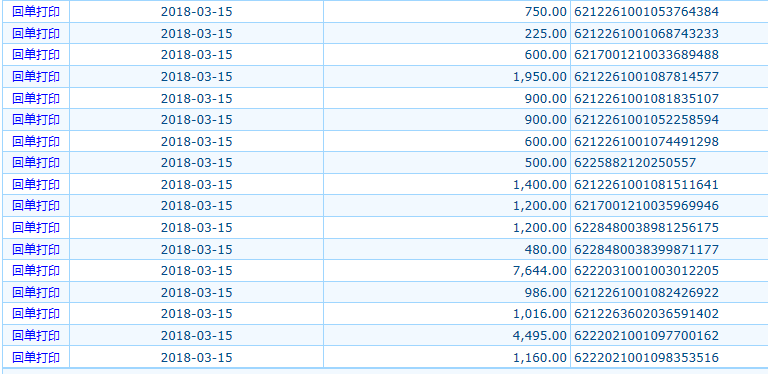 回单打印 2018-03-15 750.00 6212261001053764384
回单打印 2018-03-15 225.00 6212261001068743233
回单打印 2018-03-15 600.00 6217001210033689488
回单打印 2018-03-15 1,950.00 6212261001087814577
回单打印 2018-03-15 900.00 6212261001081835107
回单打印 2018-03-15 900.00 6212261001052258594
回单打印 2018-03-15 600.00 6212261001074491298
回单打印 2018-03-15 500.00 6225882120250557
回单打印 2018-03-15 1,400.00 6212261001081511641
回单打印 2018-03-15 1,200.00 6217001210035969946
回单打印 2018-03-15 1,200.00 6228480038981256175
回单打印 2018-03-15 480.00 6228480038399871177
回单打印 2018-03-15 7,644.00 6222031001003012205
回单打印 2018-03-15 986.00 6212261001082426922
回单打印 2018-03-15 1,016.00 6212263602036591402
回单打印 2018-03-15 4,495.00 6222021001097700162
回单打印 2018-03-15 1,160.00 6222021001098353516